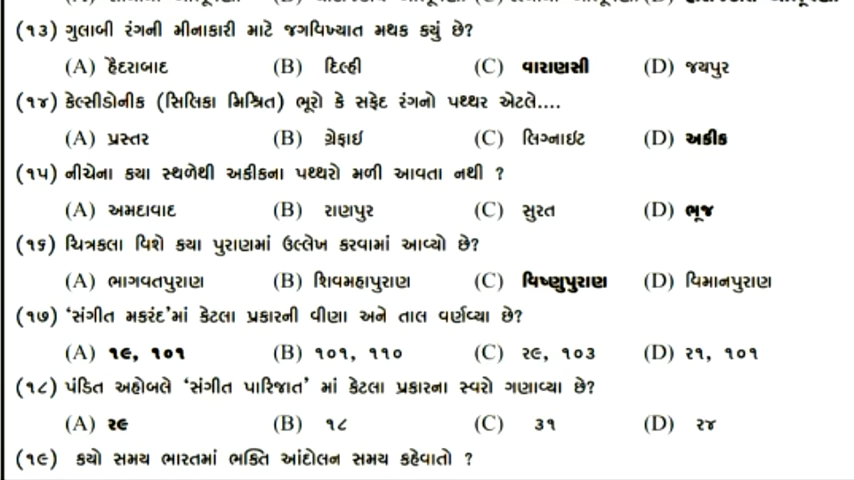 (૧૩) ગુલાબી રંગની મીનાકારી માટે જગવિખ્યાત મથક કયું છે?
(A) હૈદરાબાદ (B) દિલ્હી (C) વારાણસી (D) જયપુર
(૧૪) કેલ્સીડોનીક (સિલિકા મિશ્રિત) ભૂરો કે સફેદ રંગનો પથ્થર એટલે....
(A) પ્રસ્તર (B) ગ્રેફાઈ (C) લિગ્નાઈટ (D) અકીક
(૧૫) નીચેના કયા સ્થળેથી અકીકના પથ્થરો મળી આવતા નથી ?
(A) અમદાવાદ (B) રાણપુર (C) સુરત (D) ભૂજ
(૧૬) ચિત્રકલા વિશે કયા પુરાણમાં ઉલ્લેખ કરવામાં આવ્યો છે?
(A) ભાગવતપુરાણ (B) શિવમહાપુરાણ (C) વિષ્ણુપુરાણ (D) વિમાનપુરાણ
(૧૭) ‘સંગીત મકરંદ’માં કેટલા પ્રકારની વીણા અને તાલ વર્ણવ્યા છે?
(A) ૧૯, ૧૦૧ (B) ૧૦૧, ૧૧૦ (C) ૨૯, ૧૦૩ (D) ૨૧, ૧૦૧
(૧૮) પંડિત અહોબલે ‘સંગીત પારિજાત’ માં કેટલા પ્રકારના સ્વરો ગણાવ્યા છે?
(A) ૨૯ (B) ૧૮ (C) ૩૧ (D) ૨૪
(૧૯) કયો સમય ભારતમાં ભક્તિ આંદોલન સમય કહેવાતો ?